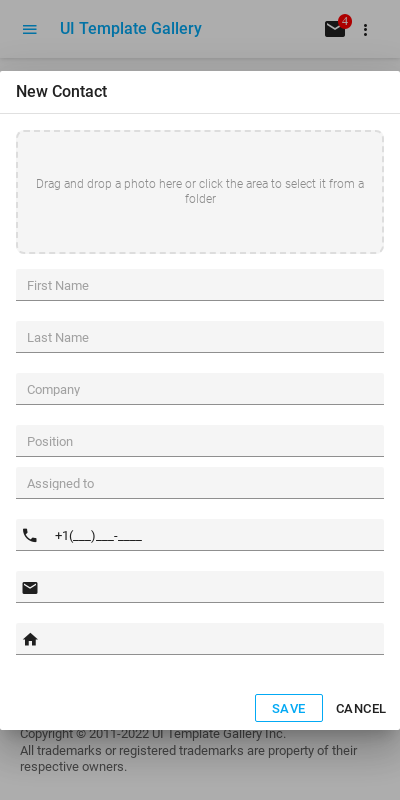 UI Template Gallery
4
New Contact
Drag and drop a photo here or click the area to select it from a
folder
First Name
Last Name
Company
Position
Assigned to
+1(___)___-____
SAVE
CANCEL
Copyright © 2011-2022 UI Template Gallery Inc.
All trademarks or registered trademarks are property of their
respective owners.